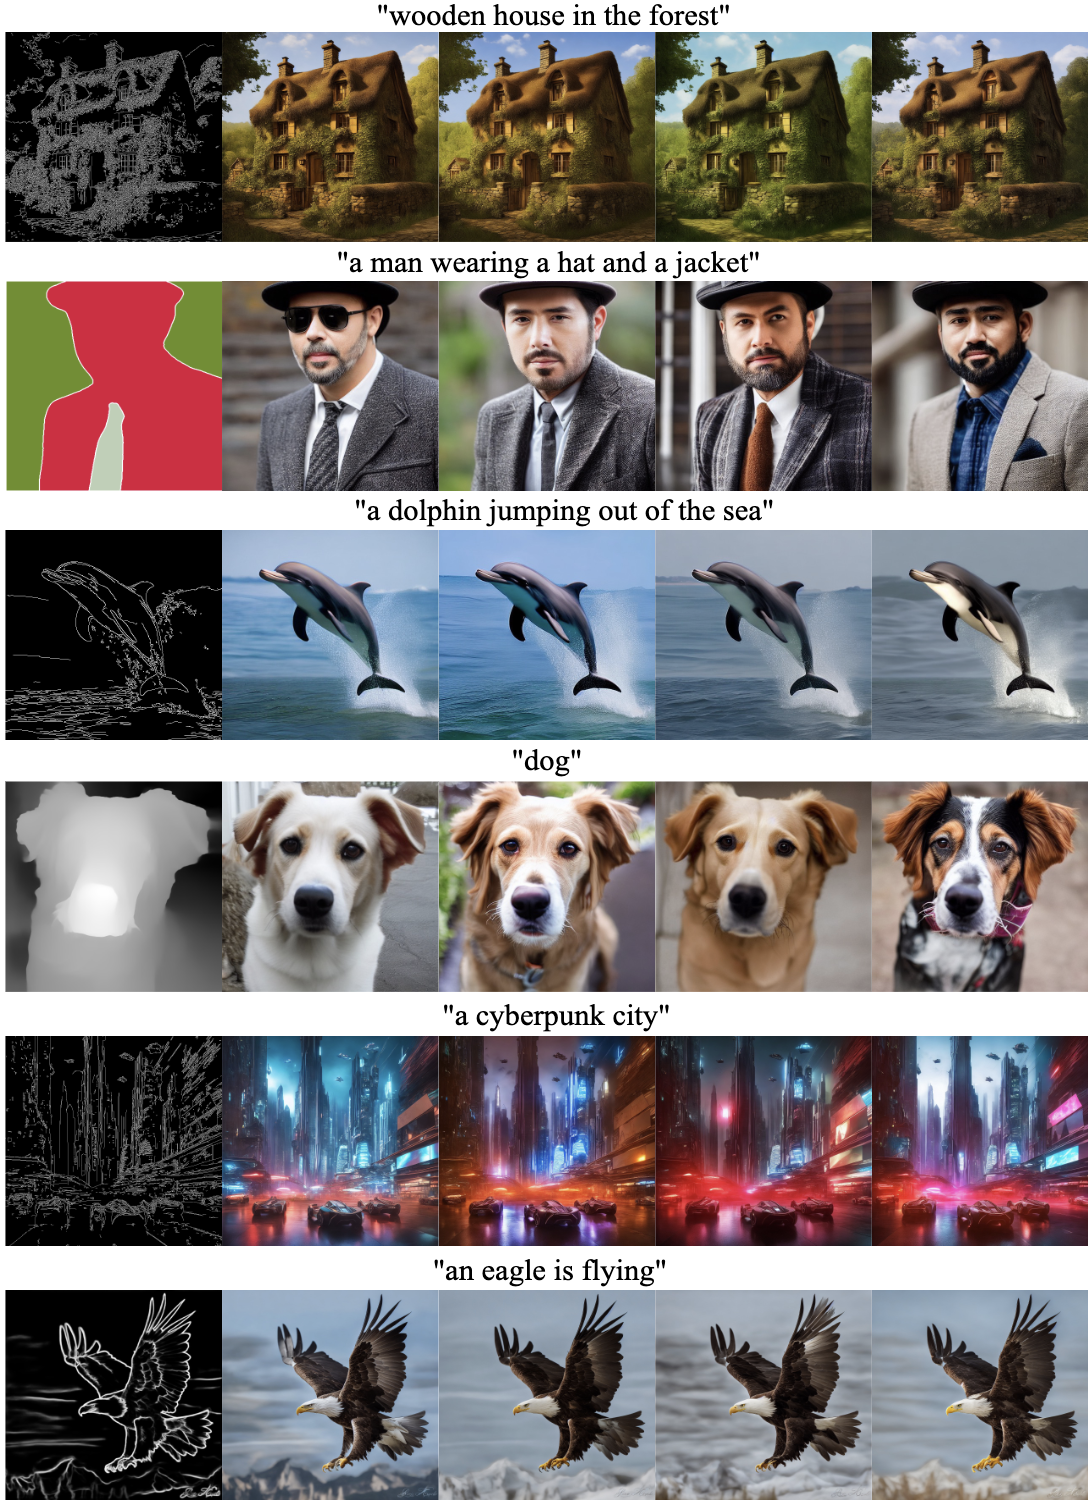 "wooden house in the forest"
"a man wearing a hat and a jacket"
"a dolphin jumping out of the sea"
"dog"
"a cyberpunk city"
"an eagle is flying"